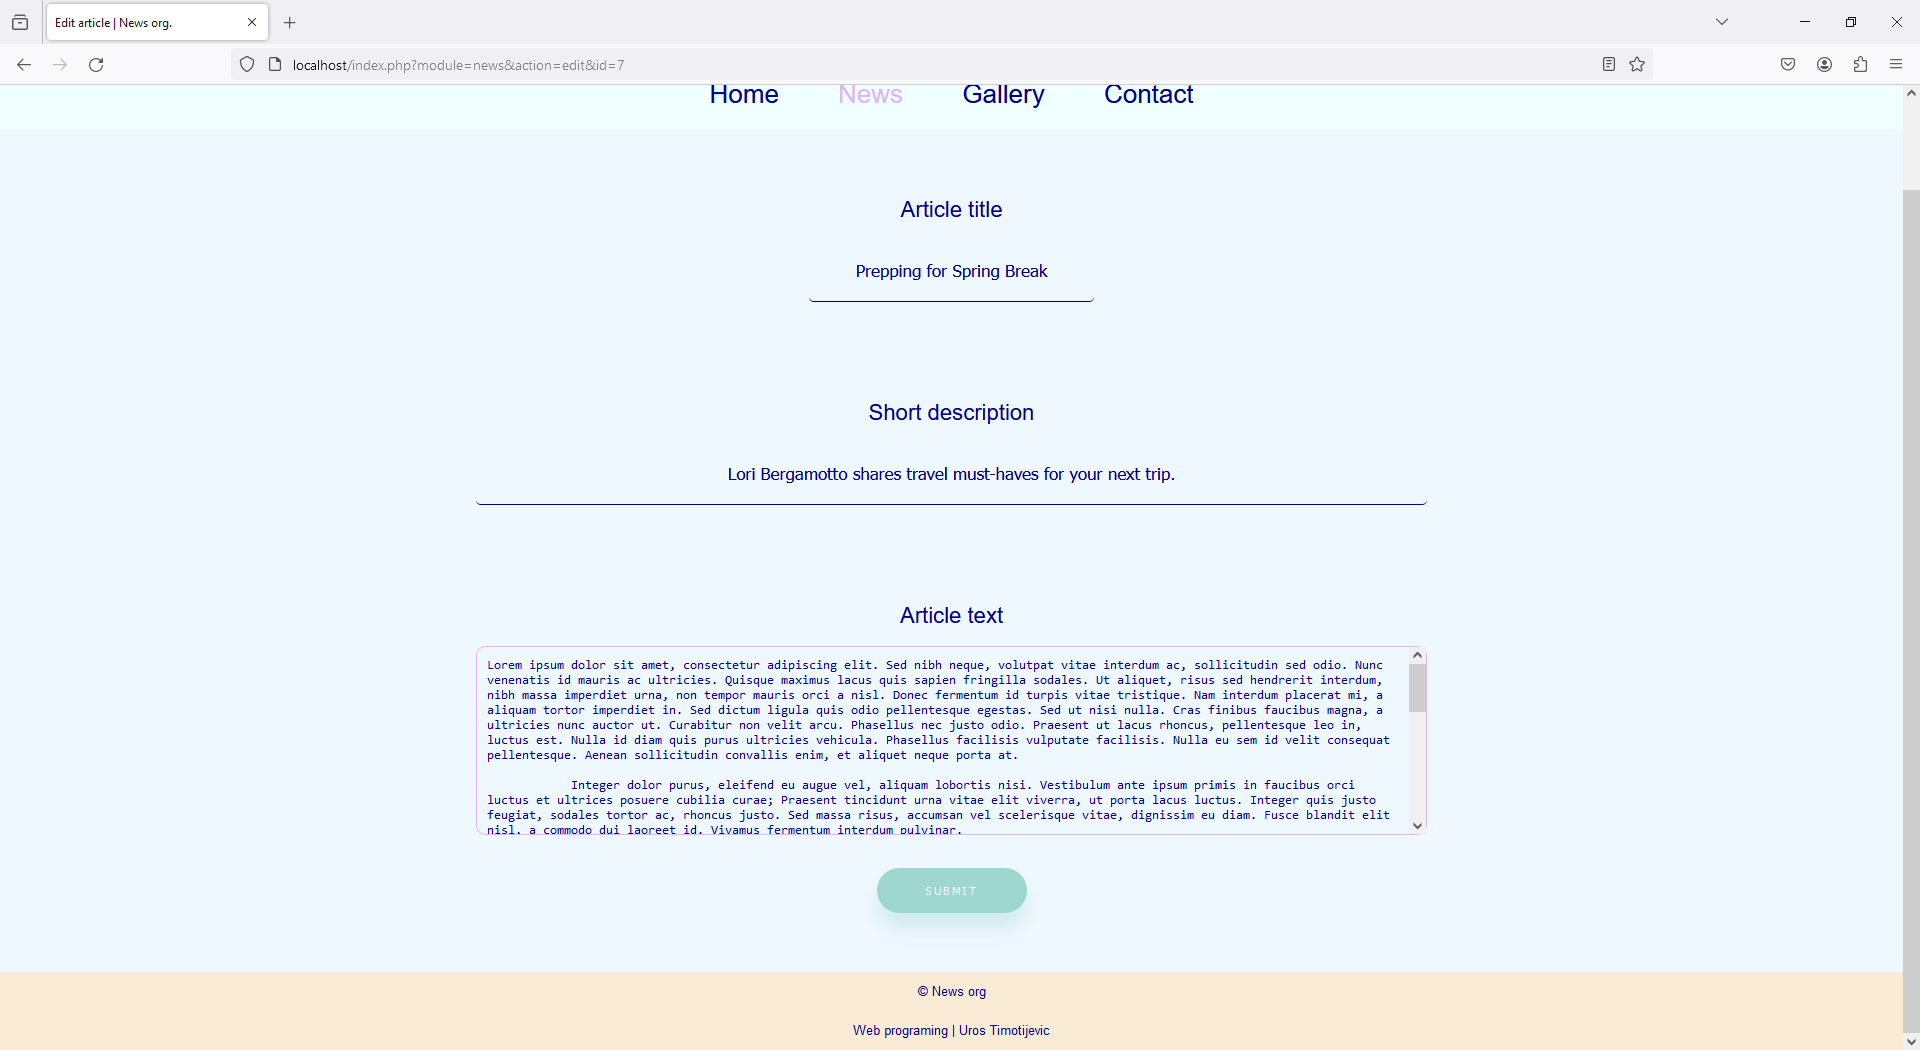 Edit article | News org.
localhost/index.php?module=news&action=edit&id=7
Home News Gallery Contact
Article title
Prepping for Spring Break
Short description
Lori Bergamotto shares travel must-haves for your next trip.
Article text
Lorem ipsum dolor sit amet, consectetur adipiscing elit. Sed nibh neque, volutpat vitae interdum ac, sollicitudin sed odio. Nunc
venenatis id mauris ac ultricies. Quisque maximus lacus quis sapien fringilla sodales. Ut aliquet, risus sed hendrerit interdum,
nibh massa imperdiet urna, non tempor mauris orci a nisl. Donec fermentum id turpis vitae tristique. Nam interdum placerat mi, a
aliquam tortor imperdiet in. Sed dictum ligula quis odio pellentesque egestas. Sed ut nisi nulla. Cras finibus faucibus magna, a
ultricies nunc auctor ut. Curabitur non velit arcu. Phasellus nec justo odio. Praesent ut lacus rhoncus, pellentesque leo in,
luctus est. Nulla id diam quis purus ultricies vehicula. Phasellus facilisis vulputate facilisis. Nulla eu sem id velit consequat
pellentesque. Aenean sollicitudin convallis enim, et aliquet neque porta at.
Integer dolor purus, eleifend eu augue vel, aliquam lobortis nisi. Vestibulum ante ipsum primis in faucibus orci
luctus et ultrices posuere cubilia curae; Praesent tincidunt urna vitae elit viverra, ut porta lacus luctus. Integer quis justo
feugiat, sodales tortor ac, rhoncus justo. Sed massa risus, accumsan vel scelerisque vitae, dignissim eu diam. Fusce blandit elit
nisl, a commodo dui laoreet id. Vivamus fermentum interdum pulvinar.
SUBMIT
© News org
Web programing | Uros Timotijevic